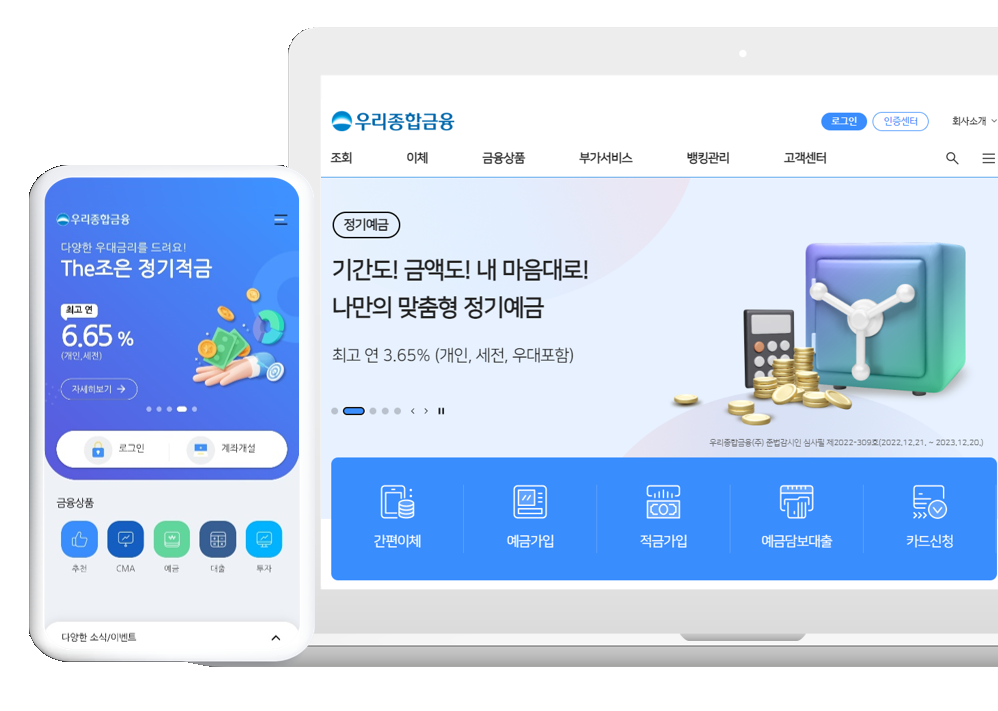 우리종합금융
로그인
인증센터
회사소개
조회
이체
금융상품
부가서비스
뱅킹관리
고객센터
정기예금
기간도! 금액도! 내 마음대로!
나만의 맞춤형 정기예금
최고 연 3.65% (개인, 세전, 우대포함)
우리종합금융(주) 준법감시인 심사필 제2022-309호(2022.12.21. ~ 2023.12.20.)
간편이체
예금가입
적금가입
예금담보대출
카드신청
우리종합금융
다양한 우대금리를 드려요!
The조은 정기적금
최고 연
6.65 %
(개인,세전)
자세히보기
로그인
계좌개설
금융상품
추천
CMA
예금
대출
투자
다양한 소식/이벤트